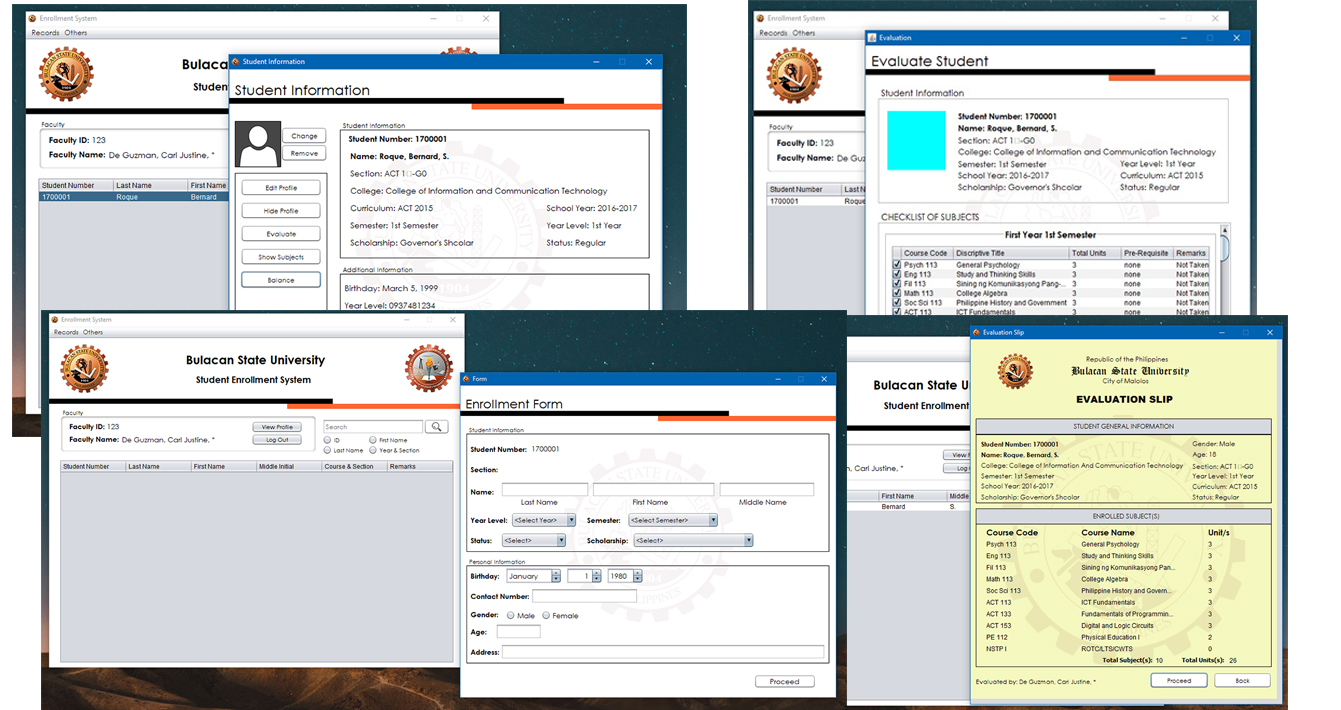 Enrollment System
Records Others
Bulaca
Studen
Faculty
Faculty ID: 123
Faculty Name: De Guzman, Carl Justine, *
Student Number Last Name First Name
1700001 Roque Bernard
Student Information
Student Information
Change
Remove
Edit Profile
Hide Profile
Evaluate
Show Subjects
Balance
Student Information
Student Number: 1700001
Name: Roque, Bernard, S.
Section: ACT 1□-G0
College: College of Information and Communication Technology
Curriculum: ACT 2015 School Year: 2016-2017
Semester: 1st Semester Year Level: 1st Year
Scholarship: Governor's Shcolar Status: Regular
Additional Information
Birthday: March 5, 1999
Year Level: 0937481234
Enrollment System
Records Others
Faculty
Faculty ID: 123
Faculty Name: De Guz
Student Number Last N
1700001 Roque
Evaluation
Evaluate Student
Student Information
Student Number: 1700001
Name: Roque, Bernard, S.
Section: ACT 1□-G0
College: College of Information and Communication Technology
Semester: 1st Semester Year Level: 1st Year
School Year: 2016-2017 Curriculum: ACT 2015
Scholarship: Governor's Shcolar Status: Regular
CHECKLIST OF SUBJECTS
First Year 1st Semester
Course Code Discriptive Title Total Units Pre-Requisite Remarks
Psych 113 General Psychology 3 none Not Taken
Eng 113 Study and Thinking Skills 3 none Not Taken
Fil 113 Sining ng Komunikasyong Pang-... 3 none Not Taken
Math 113 College Algebra 3 none Not Taken
Soc Sci 113 Philippine History and Government 3 none Not Taken
ACT 113 ICT Fundamentals 3 none Not Taken
Enrollment System
Records Others
Bulacan State University
Student Enrollment System
Faculty
Faculty ID: 123
Faculty Name: De Guzman, Carl Justine, *
View Profile
Log Out
Search
ID First Name
Last Name Year & Section
Student Number Last Name First Name Middle Initial Course & Section Remarks
Form
Enrollment Form
Student Information
Student Number: 1700001
Section:
Name:
Last Name First Name Middle Name
Year Level: <Select Year> Semester: <Select Semester>
Status: <Select> Scholarship: <Select>
Personal Information
Birthday: January 1 1980
Contact Number:
Gender: Male Female
Age:
Address:
Proceed
Bulacan State U
Student Enrollment
View
Log
n, Carl Justine, *
First Name Middle
Bernard S.
Evaluation Slip
Republic of the Philippines
Bulacan State University
City of Malolos
EVALUATION SLIP
STUDENT GENERAL INFORMATION
Student Number: 1700001 Gender: Male
Name: Roque, Bernard, S. Age: 18
College: College of Information And Communication Technology Section: ACT 1□-G0
Semester: 1st Semester Year Level: 1st Year
School Year: 2016-2017 Curriculum: ACT 2015
Scholarship: Governor's Shcolar Status: Regular
ENROLLED SUBJECT(S)
Course Code Course Name Unit/s
Psych 113 General Psychology 3
Eng 113 Study and Thinking Skills 3
Fil 113 Sining ng Komunikasyong Pan... 3
Math 113 College Algebra 3
Soc Sci 113 Philippine History and Govern... 3
ACT 113 ICT Fundamentals 3
ACT 133 Fundamentals of Programmin... 3
ACT 153 Digital and Logic Circuits 3
PE 112 Physical Education I 2
NSTP I ROTC/LTS/CWTS 0
Total Subject(s): 10 Total Units(s): 26
Evaluated by: De Guzman, Carl Justine, *
Proceed
Back